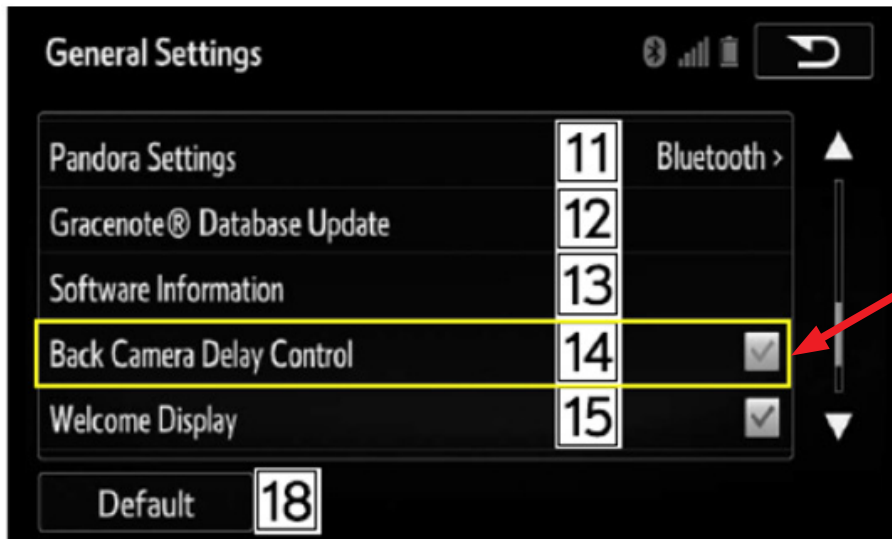 General Settings
Pandora Settings 11 Bluetooth >
Gracenote® Database Update 12
Software Information 13
Back Camera Delay Control 14
Welcome Display 15
Default 18